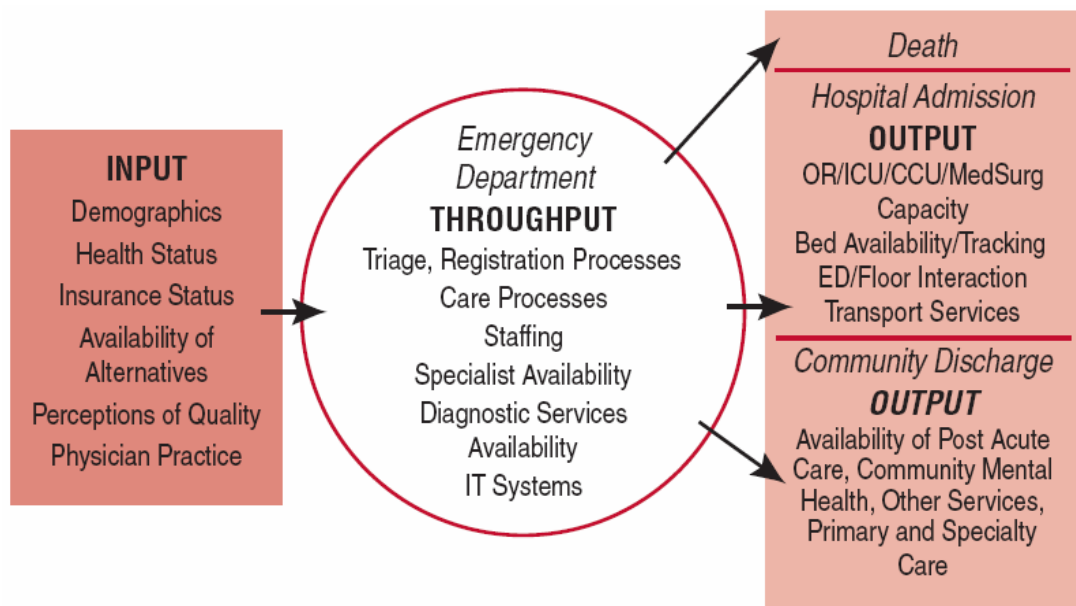 INPUT
Demographics
Health Status
Insurance Status
Availability of
Alternatives
Perceptions of Quality
Physician Practice
Emergency
Department
THROUGHPUT
Triage, Registration Processes
Care Processes
Staffing
Specialist Availability
Diagnostic Services
Availability
IT Systems
Death
Hospital Admission
OUTPUT
OR/ICU/CCU/MedSurg
Capacity
Bed Availability/Tracking
ED/Floor Interaction
Transport Services
Community Discharge
OUTPUT
Availability of Post Acute
Care, Community Mental
Health, Other Services,
Primary and Specialty
Care